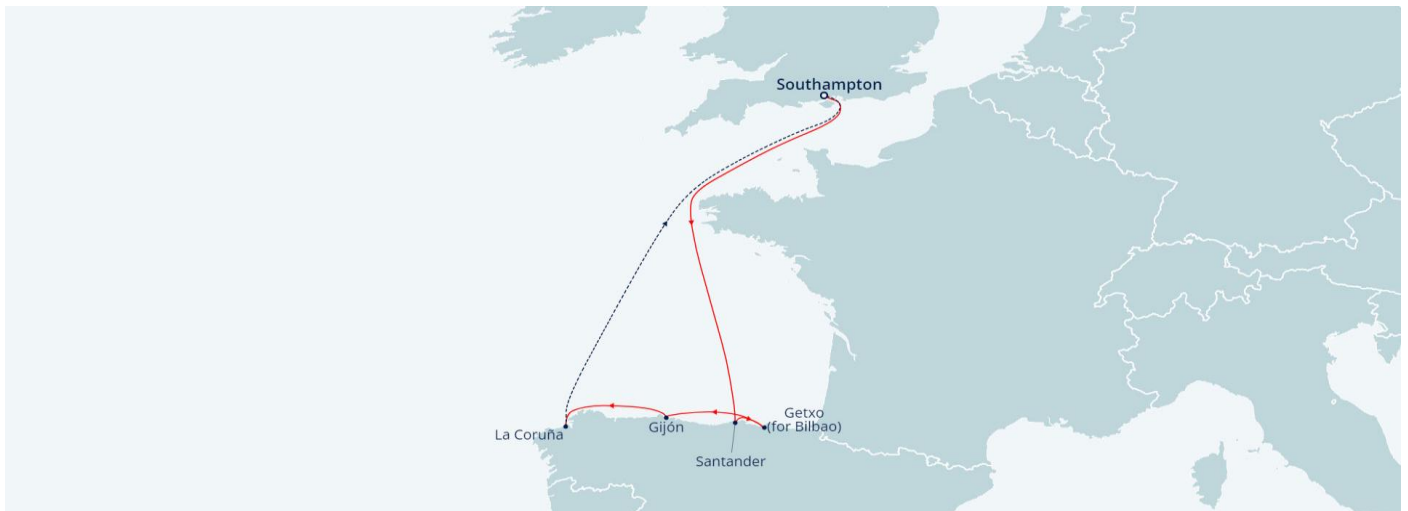 Southampton
Getxo
(for Bilbao)
La Coruña
Gijón
Santander